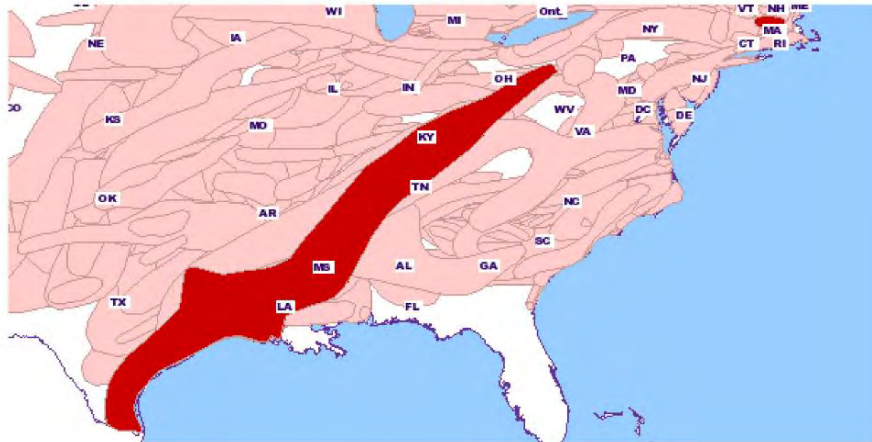 VT NH ME
WI MI Ont. NY MA
NE IA CT RI
PA
OH NJ
IL IN MD
CO KS WV DC DE
MO KY VA
TN
OK AR NC
SC
MS AL GA
TX LA FL